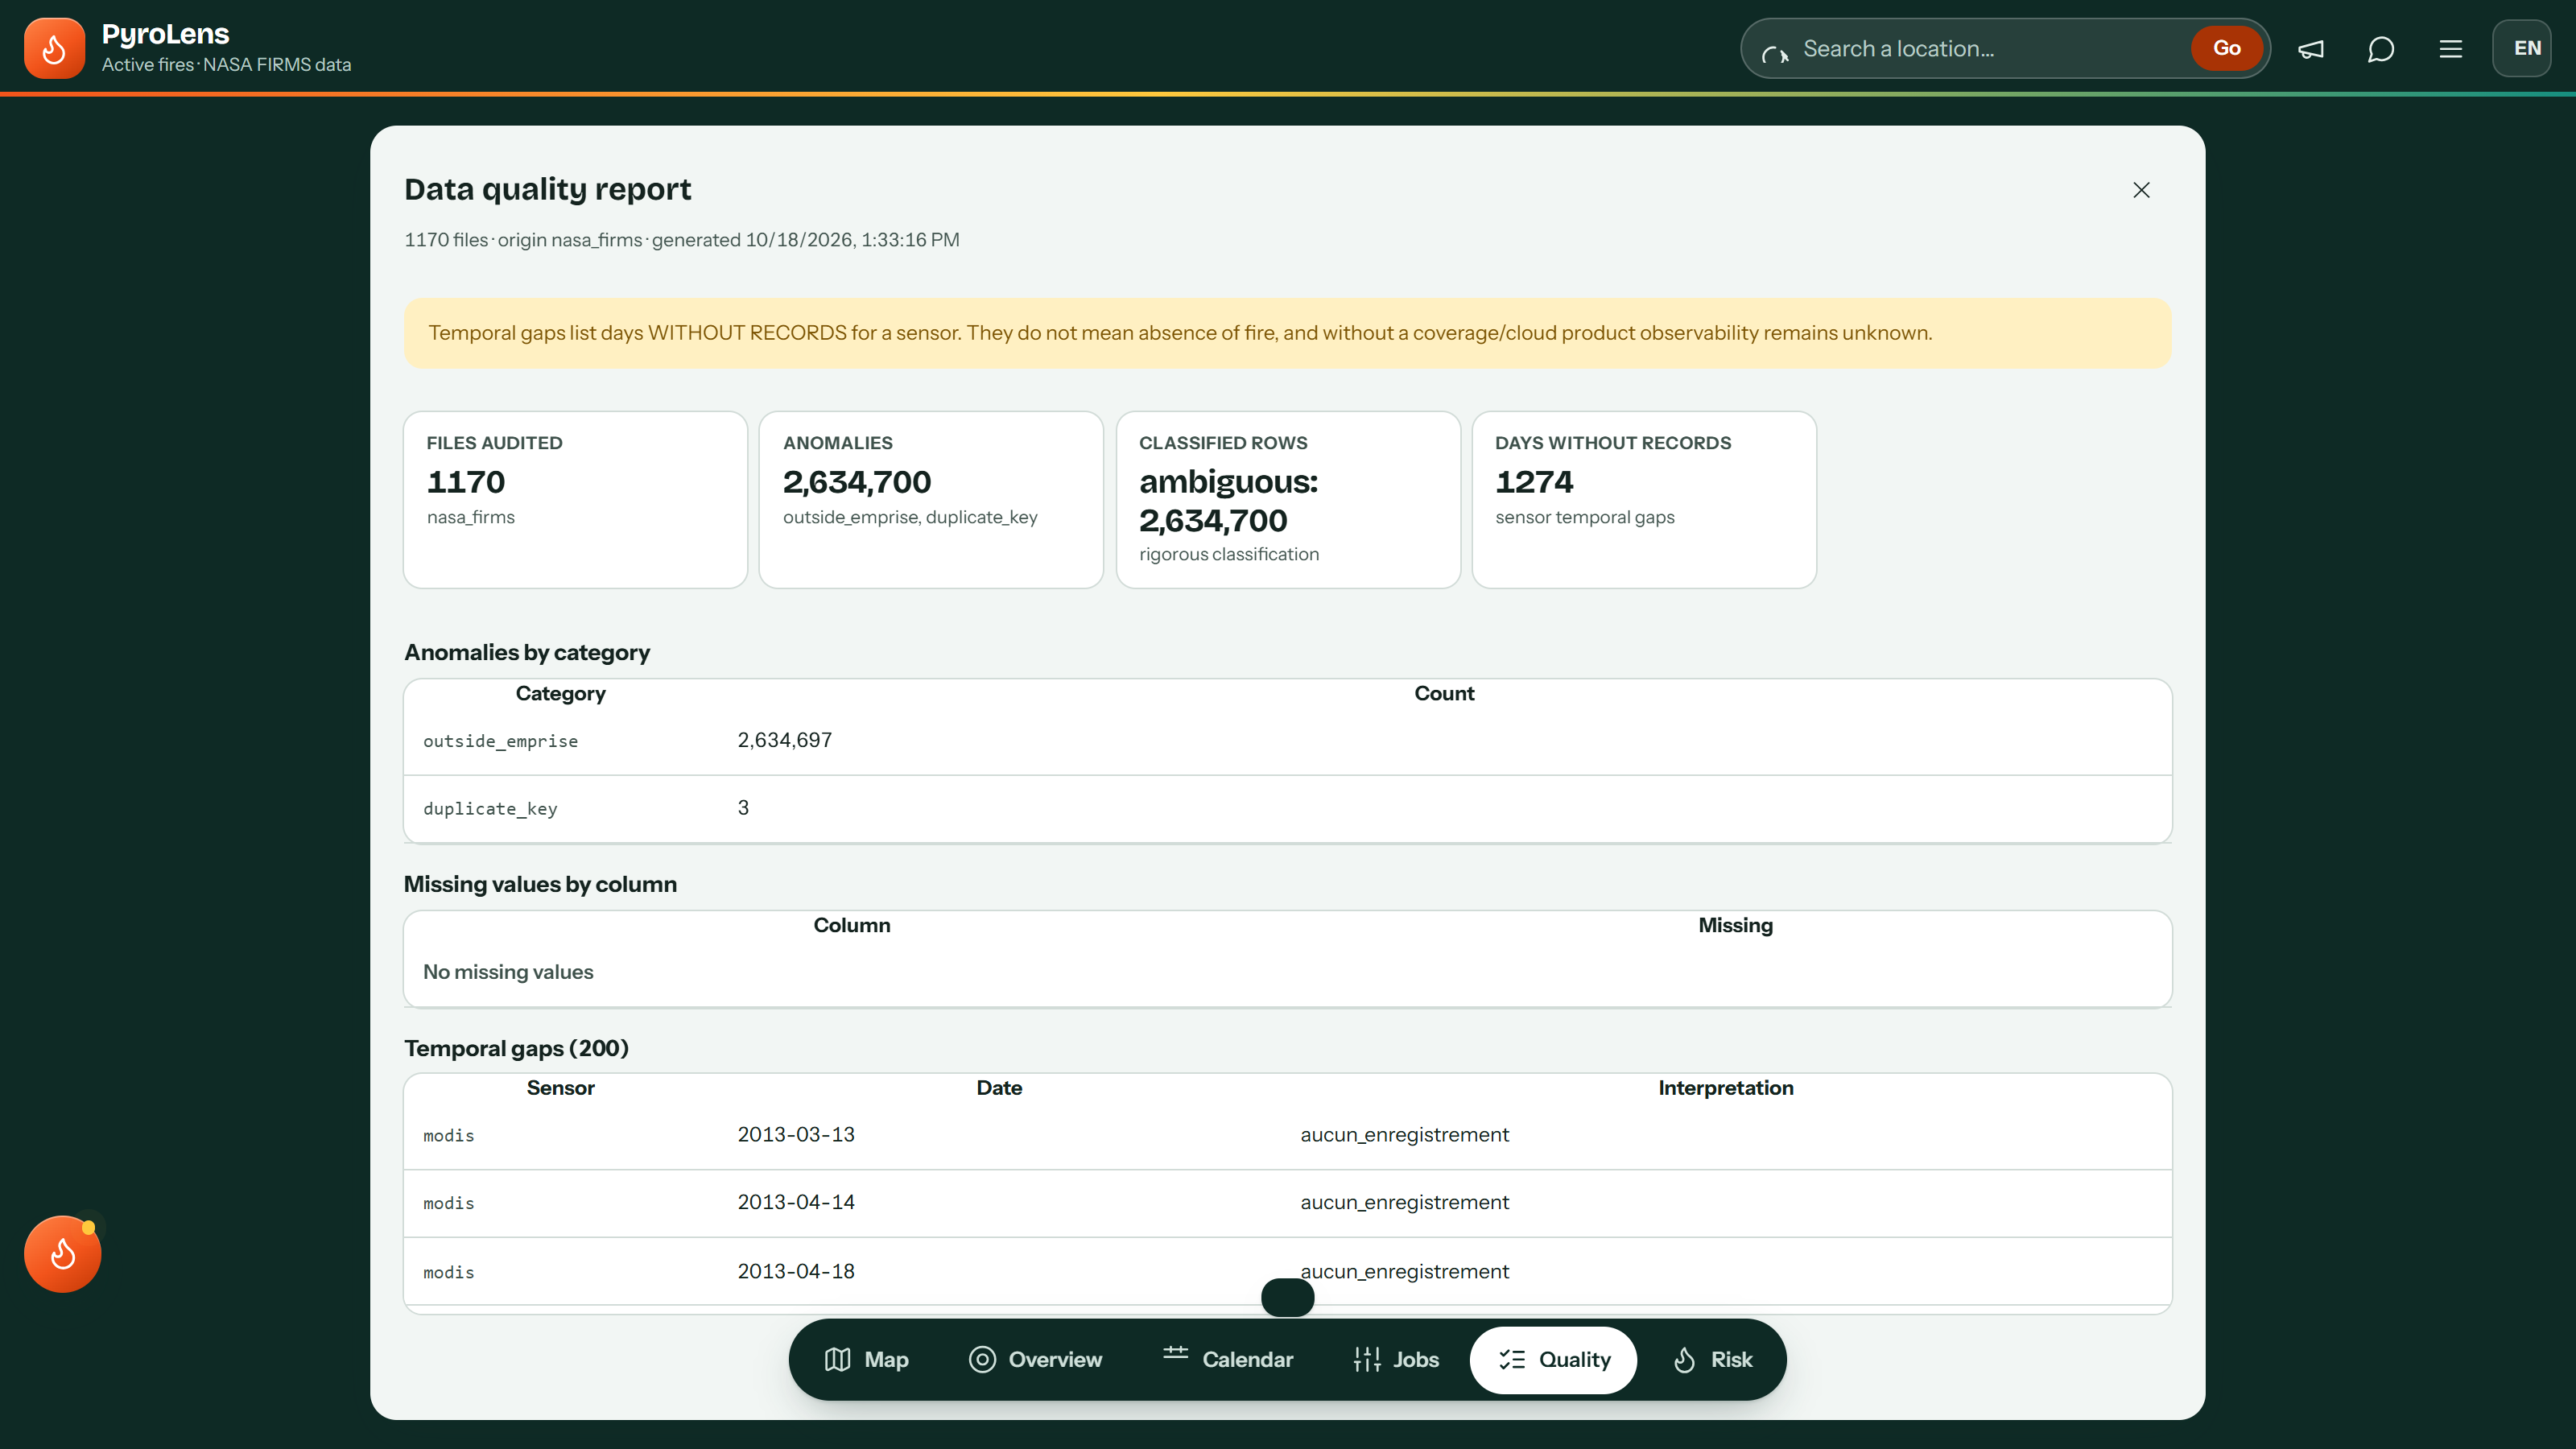 PyroLens
Active fires · NASA FIRMS data
Search a location...
Go
EN
Data quality report
1170 files · origin nasa_firms · generated 10/18/2026, 1:33:16 PM
Temporal gaps list days WITHOUT RECORDS for a sensor. They do not mean absence of fire, and without a coverage/cloud product observability remains unknown.
FILES AUDITED
1170
nasa_firms
ANOMALIES
2,634,700
outside_emprise, duplicate_key
CLASSIFIED ROWS
ambiguous:
2,634,700
rigorous classification
DAYS WITHOUT RECORDS
1274
sensor temporal gaps
Anomalies by category
Category Count
outside_emprise 2,634,697
duplicate_key 3
Missing values by column
Column Missing
No missing values
Temporal gaps (200)
Sensor Date Interpretation
modis 2013-03-13 aucun_enregistrement
modis 2013-04-14 aucun_enregistrement
modis 2013-04-18 aucun_enregistrement
Map Overview Calendar Jobs Quality Risk